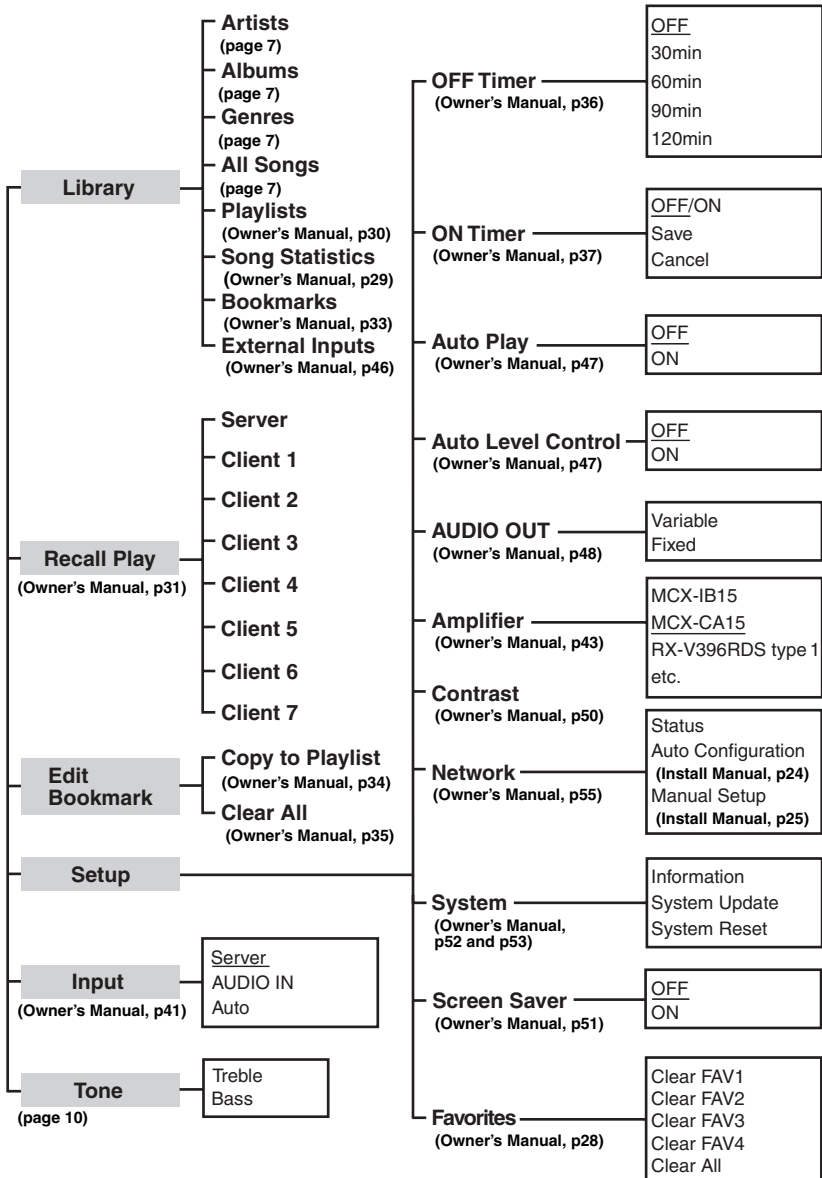 Library
Artists
(page 7)
Albums
(page 7)
Genres
(page 7)
All Songs
(page 7)
Playlists
(Owner's Manual, p30)
Song Statistics
(Owner's Manual, p29)
Bookmarks
(Owner's Manual, p33)
External Inputs
(Owner's Manual, p46)
Recall Play
(Owner's Manual, p31)
Server
Client 1
Client 2
Client 3
Client 4
Client 5
Client 6
Client 7
Edit
Bookmark
Copy to Playlist
(Owner's Manual, p34)
Clear All
(Owner's Manual, p35)
Setup
OFF Timer
(Owner's Manual, p36)
OFF
30min
60min
90min
120min
ON Timer
(Owner's Manual, p37)
OFF/ON
Save
Cancel
Auto Play
(Owner's Manual, p47)
OFF
ON
Auto Level Control
(Owner's Manual, p47)
OFF
ON
AUDIO OUT
(Owner's Manual, p48)
Variable
Fixed
Amplifier
(Owner's Manual, p43)
MCX-IB15
MCX-CA15
RX-V396RDS type 1
etc.
Contrast
(Owner's Manual, p50)
Network
(Owner's Manual, p55)
Status
Auto Configuration
(Install Manual, p24)
Manual Setup
(Install Manual, p25)
System
(Owner's Manual,
p52 and p53)
Information
System Update
System Reset
Screen Saver
(Owner's Manual, p51)
OFF
ON
Favorites
(Owner's Manual, p28)
Clear FAV1
Clear FAV2
Clear FAV3
Clear FAV4
Clear All
Input
(Owner's Manual, p41)
Server
AUDIO IN
Auto
Tone
(page 10)
Treble
Bass